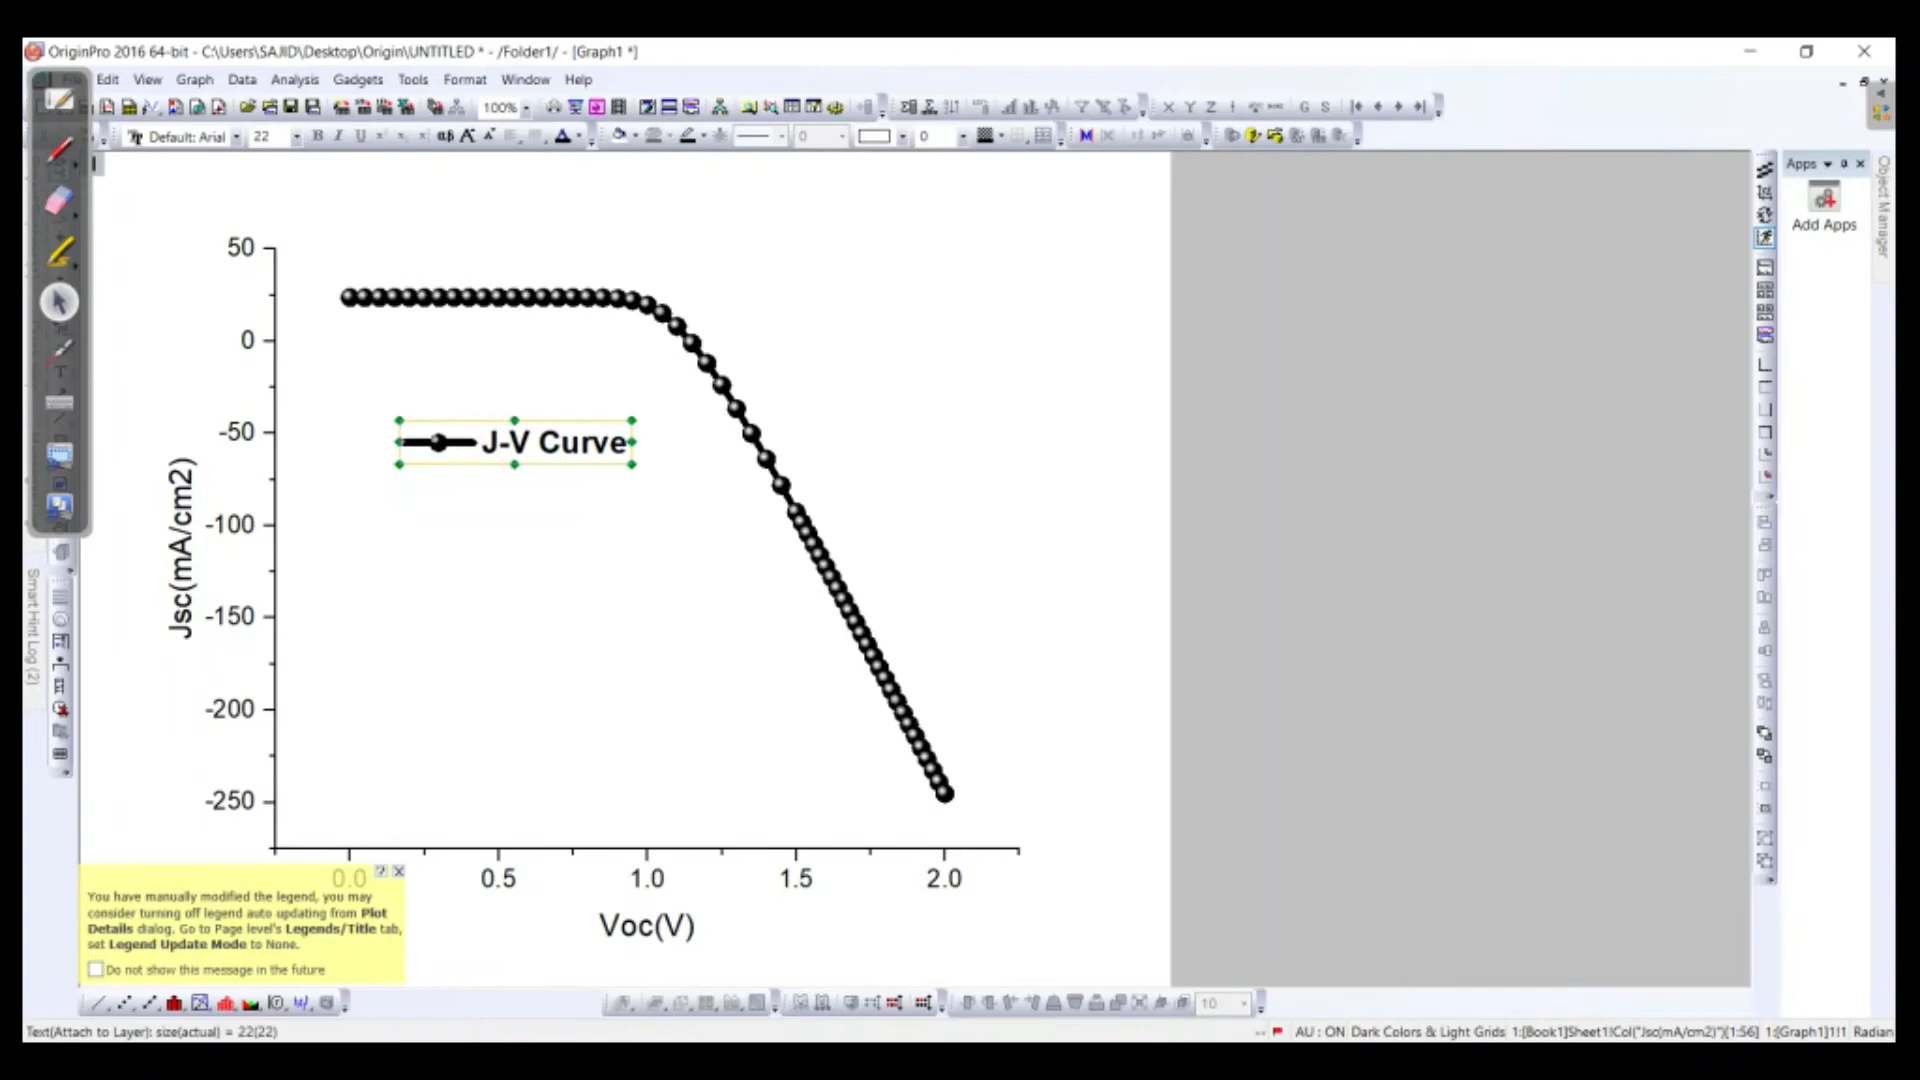 OriginPro 2016 64-bit - C:\Users\SAJID\Desktop\Origin\UNTITLED * - /Folder1/ - [Graph1 *]
Edit View Graph Data Analysis Gadgets Tools Format Window Help
100%
X Y Z
G S
Default: Arial 22 B I U
αβ A
0
0
Apps
Add Apps
Object Manager
Smart Hint Log (2)
50
0
-50
-100
-150
-200
-250
Jsc(mA/cm2)
J-V Curve
0.0 0.5 1.0 1.5 2.0
Voc(V)
You have manually modified the legend, you may
consider turning off legend auto updating from Plot
Details dialog. Go to Page level's Legends/Title tab,
set Legend Update Mode to None.
Do not show this message in the future
10
Text(Attach to Layer): size(actual) = 22(22)
-- AU : ON Dark Colors & Light Grids 1:[Book1]Sheet1!Col("Jsc(mA/cm2)")[1:56] 1:[Graph1]1!1 Radian